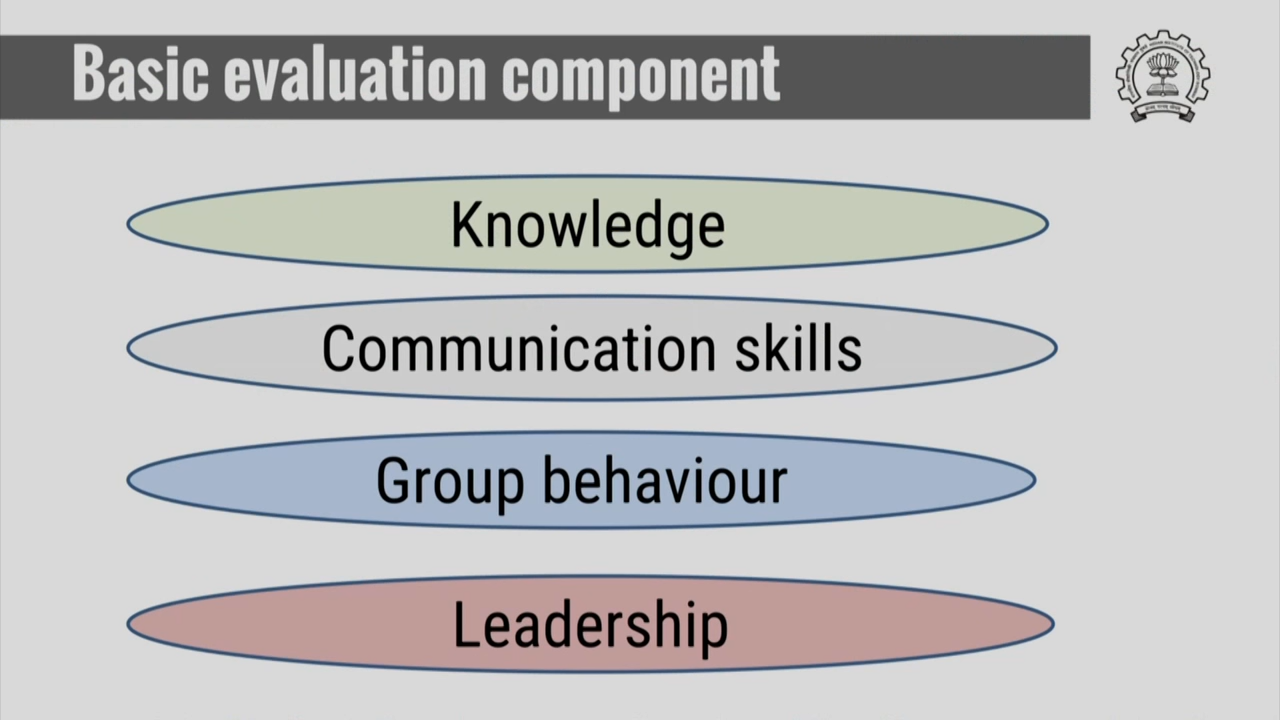 Basic evaluation component
Knowledge
Communication skills
Group behaviour
Leadership